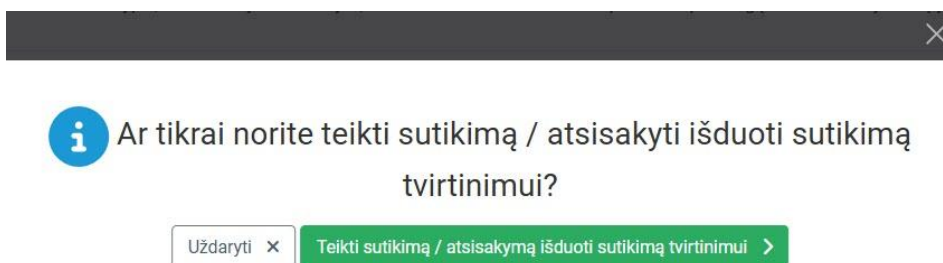 Ar tikrai norite teikti sutikimą / atsisakyti išduoti sutikimą
tvirtinimui?
Uždaryti ×
Teikti sutikimą / atsisakymą išduoti sutikimą tvirtinimui